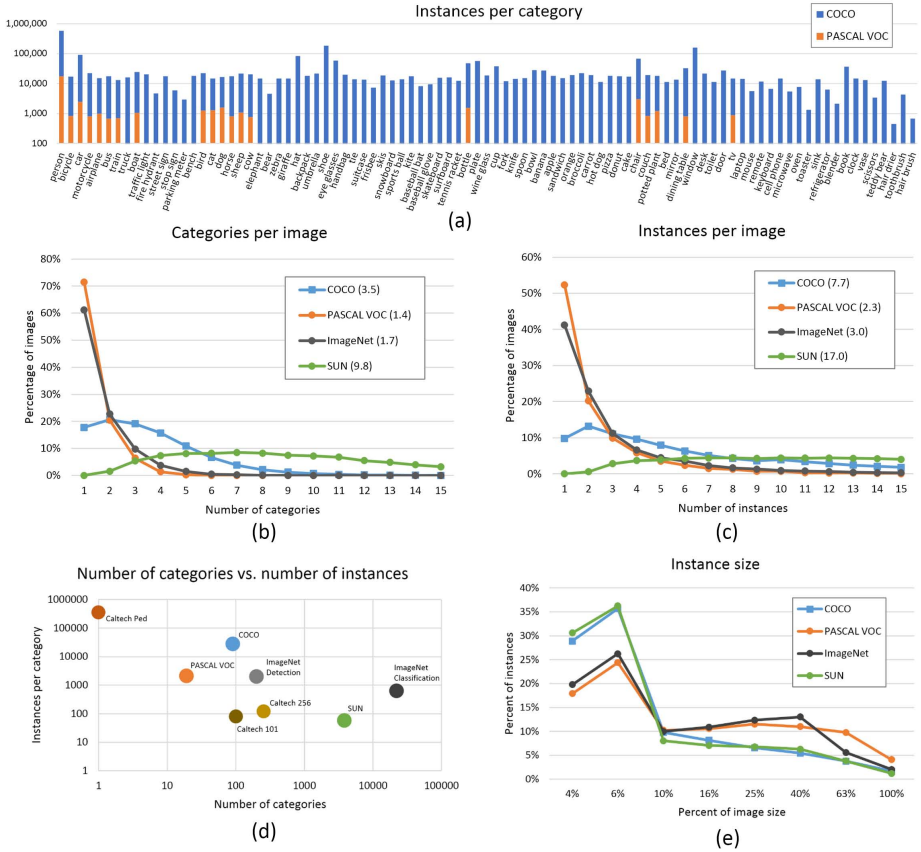 Instances per category
COCO
PASCAL VOC
1,000,000
100,000
10,000
1,000
100
person
bicycle
car
motorcycle
airplane
bus
train
truck
boat
traffic light
fire hydrant
street sign
stop sign
parking meter
bench
bird
cat
dog
horse
sheep
cow
elephant
bear
zebra
giraffe
hat
backpack
umbrella
shoe
eye glasses
handbag
tie
suitcase
frisbee
skis
snowboard
sports ball
kite
baseball bat
baseball glove
skateboard
surfboard
tennis racket
bottle
plate
wine glass
cup
fork
knife
spoon
bowl
banana
apple
sandwich
orange
broccoli
carrot
hot dog
pizza
donut
cake
chair
couch
potted plant
bed
mirror
dining table
window
desk
toilet
door
tv
laptop
mouse
remote
keyboard
cell phone
microwave
oven
toaster
sink
refrigerator
blender
book
clock
vase
scissors
teddy bear
hair drier
toothbrush
hair brush
(a)
Categories per image
80%
70%
60%
50%
40%
30%
20%
10%
0%
Percentage of images
COCO (3.5)
PASCAL VOC (1.4)
ImageNet (1.7)
SUN (9.8)
1 2 3 4 5 6 7 8 9 10 11 12 13 14 15
Number of categories
(b)
Instances per image
60%
50%
40%
30%
20%
10%
0%
Percentage of images
COCO (7.7)
PASCAL VOC (2.3)
ImageNet (3.0)
SUN (17.0)
1 2 3 4 5 6 7 8 9 10 11 12 13 14 15
Number of instances
(c)
Number of categories vs. number of instances
1000000
100000
10000
1000
100
10
1
Instances per category
Caltech Ped
COCO
PASCAL VOC
ImageNet
Detection
ImageNet
Classification
Caltech 256
Caltech 101
SUN
1 10 100 1000 10000 100000
Number of categories
(d)
Instance size
40%
35%
30%
25%
20%
15%
10%
5%
0%
Percent of instances
COCO
PASCAL VOC
ImageNet
SUN
4% 6% 10% 16% 25% 40% 63% 100%
Percent of image size
(e)